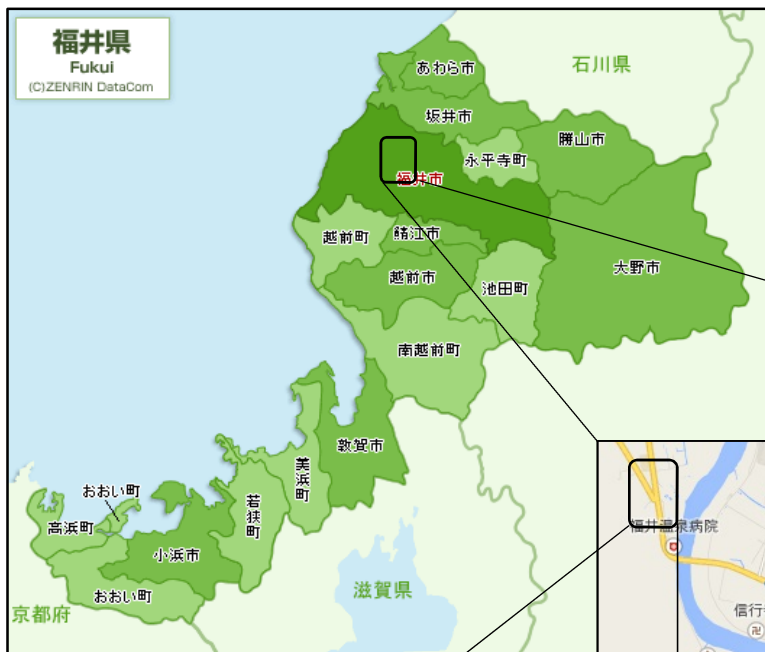 福井県
Fukui
(C)ZENRIN DataCom
石川県
あわら市
坂井市
勝山市
永平寺町
福井市
越前町
鯖江市
大野市
越前市
池田町
南越前町
敦賀市
美浜町
おおい町
若狭町
高浜町
小浜市
おおい町
滋賀県
京都府
福井温泉病院
信行